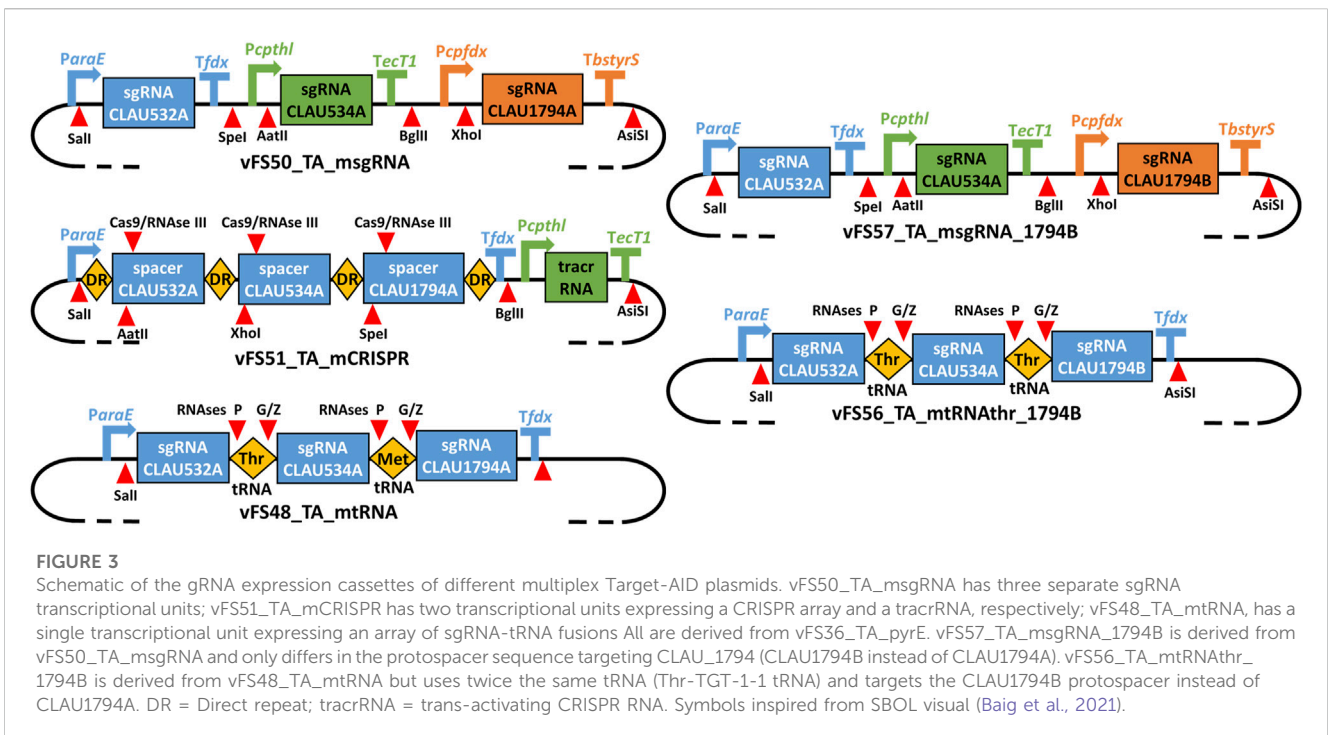 ParaE Tfdx Pcpthl TecT1 Pcpfdx TbstyrS
sgRNA CLAU532A
sgRNA CLAU534A
sgRNA CLAU1794A
SalI SpeI AatII BglII XhoI AsiSI
vFS50_TA_msgRNA
Cas9/RNAse III Cas9/RNAse III Cas9/RNAse III
ParaE Tfdx Pcpthl TecT1
DR spacer CLAU532A DR spacer CLAU534A DR spacer CLAU1794A DR tracr RNA
SalI AatII XhoI SpeI BglII AsiSI
vFS51_TA_mCRISPR
RNAses P G/Z RNAses P G/Z
ParaE Tfdx
sgRNA CLAU532A Thr sgRNA CLAU534A Met sgRNA CLAU1794A
SalI tRNA tRNA
vFS48_TA_mtRNA
ParaE Tfdx Pcpthl TecT1 Pcpfdx TbstyrS
sgRNA CLAU532A
sgRNA CLAU534A
sgRNA CLAU1794B
SalI SpeI AatII BglII XhoI AsiSI
vFS57_TA_msgRNA_1794B
RNAses P G/Z RNAses P G/Z
ParaE Tfdx
sgRNA CLAU532A Thr sgRNA CLAU534A Thr sgRNA CLAU1794B
SalI tRNA tRNA AsiSI
vFS56_TA_mtRNAthr_1794B
FIGURE 3
Schematic of the gRNA expression cassettes of different multiplex Target-AID plasmids. vFS50_TA_msgRNA has three separate sgRNA
transcriptional units; vFS51_TA_mCRISPR has two transcriptional units expressing a CRISPR array and a tracrRNA, respectively; vFS48_TA_mtRNA, has a
single transcriptional unit expressing an array of sgRNA-tRNA fusions All are derived from vFS36_TA_pyrE. vFS57_TA_msgRNA_1794B is derived from
vFS50_TA_msgRNA and only differs in the protospacer sequence targeting CLAU_1794 (CLAU1794B instead of CLAU1794A). vFS56_TA_mtRNAthr_
1794B is derived from vFS48_TA_mtRNA but uses twice the same tRNA (Thr-TGT-1-1 tRNA) and targets the CLAU1794B protospacer instead of
CLAU1794A. DR = Direct repeat; tracrRNA = trans-activating CRISPR RNA. Symbols inspired from SBOL visual (Baig et al., 2021).